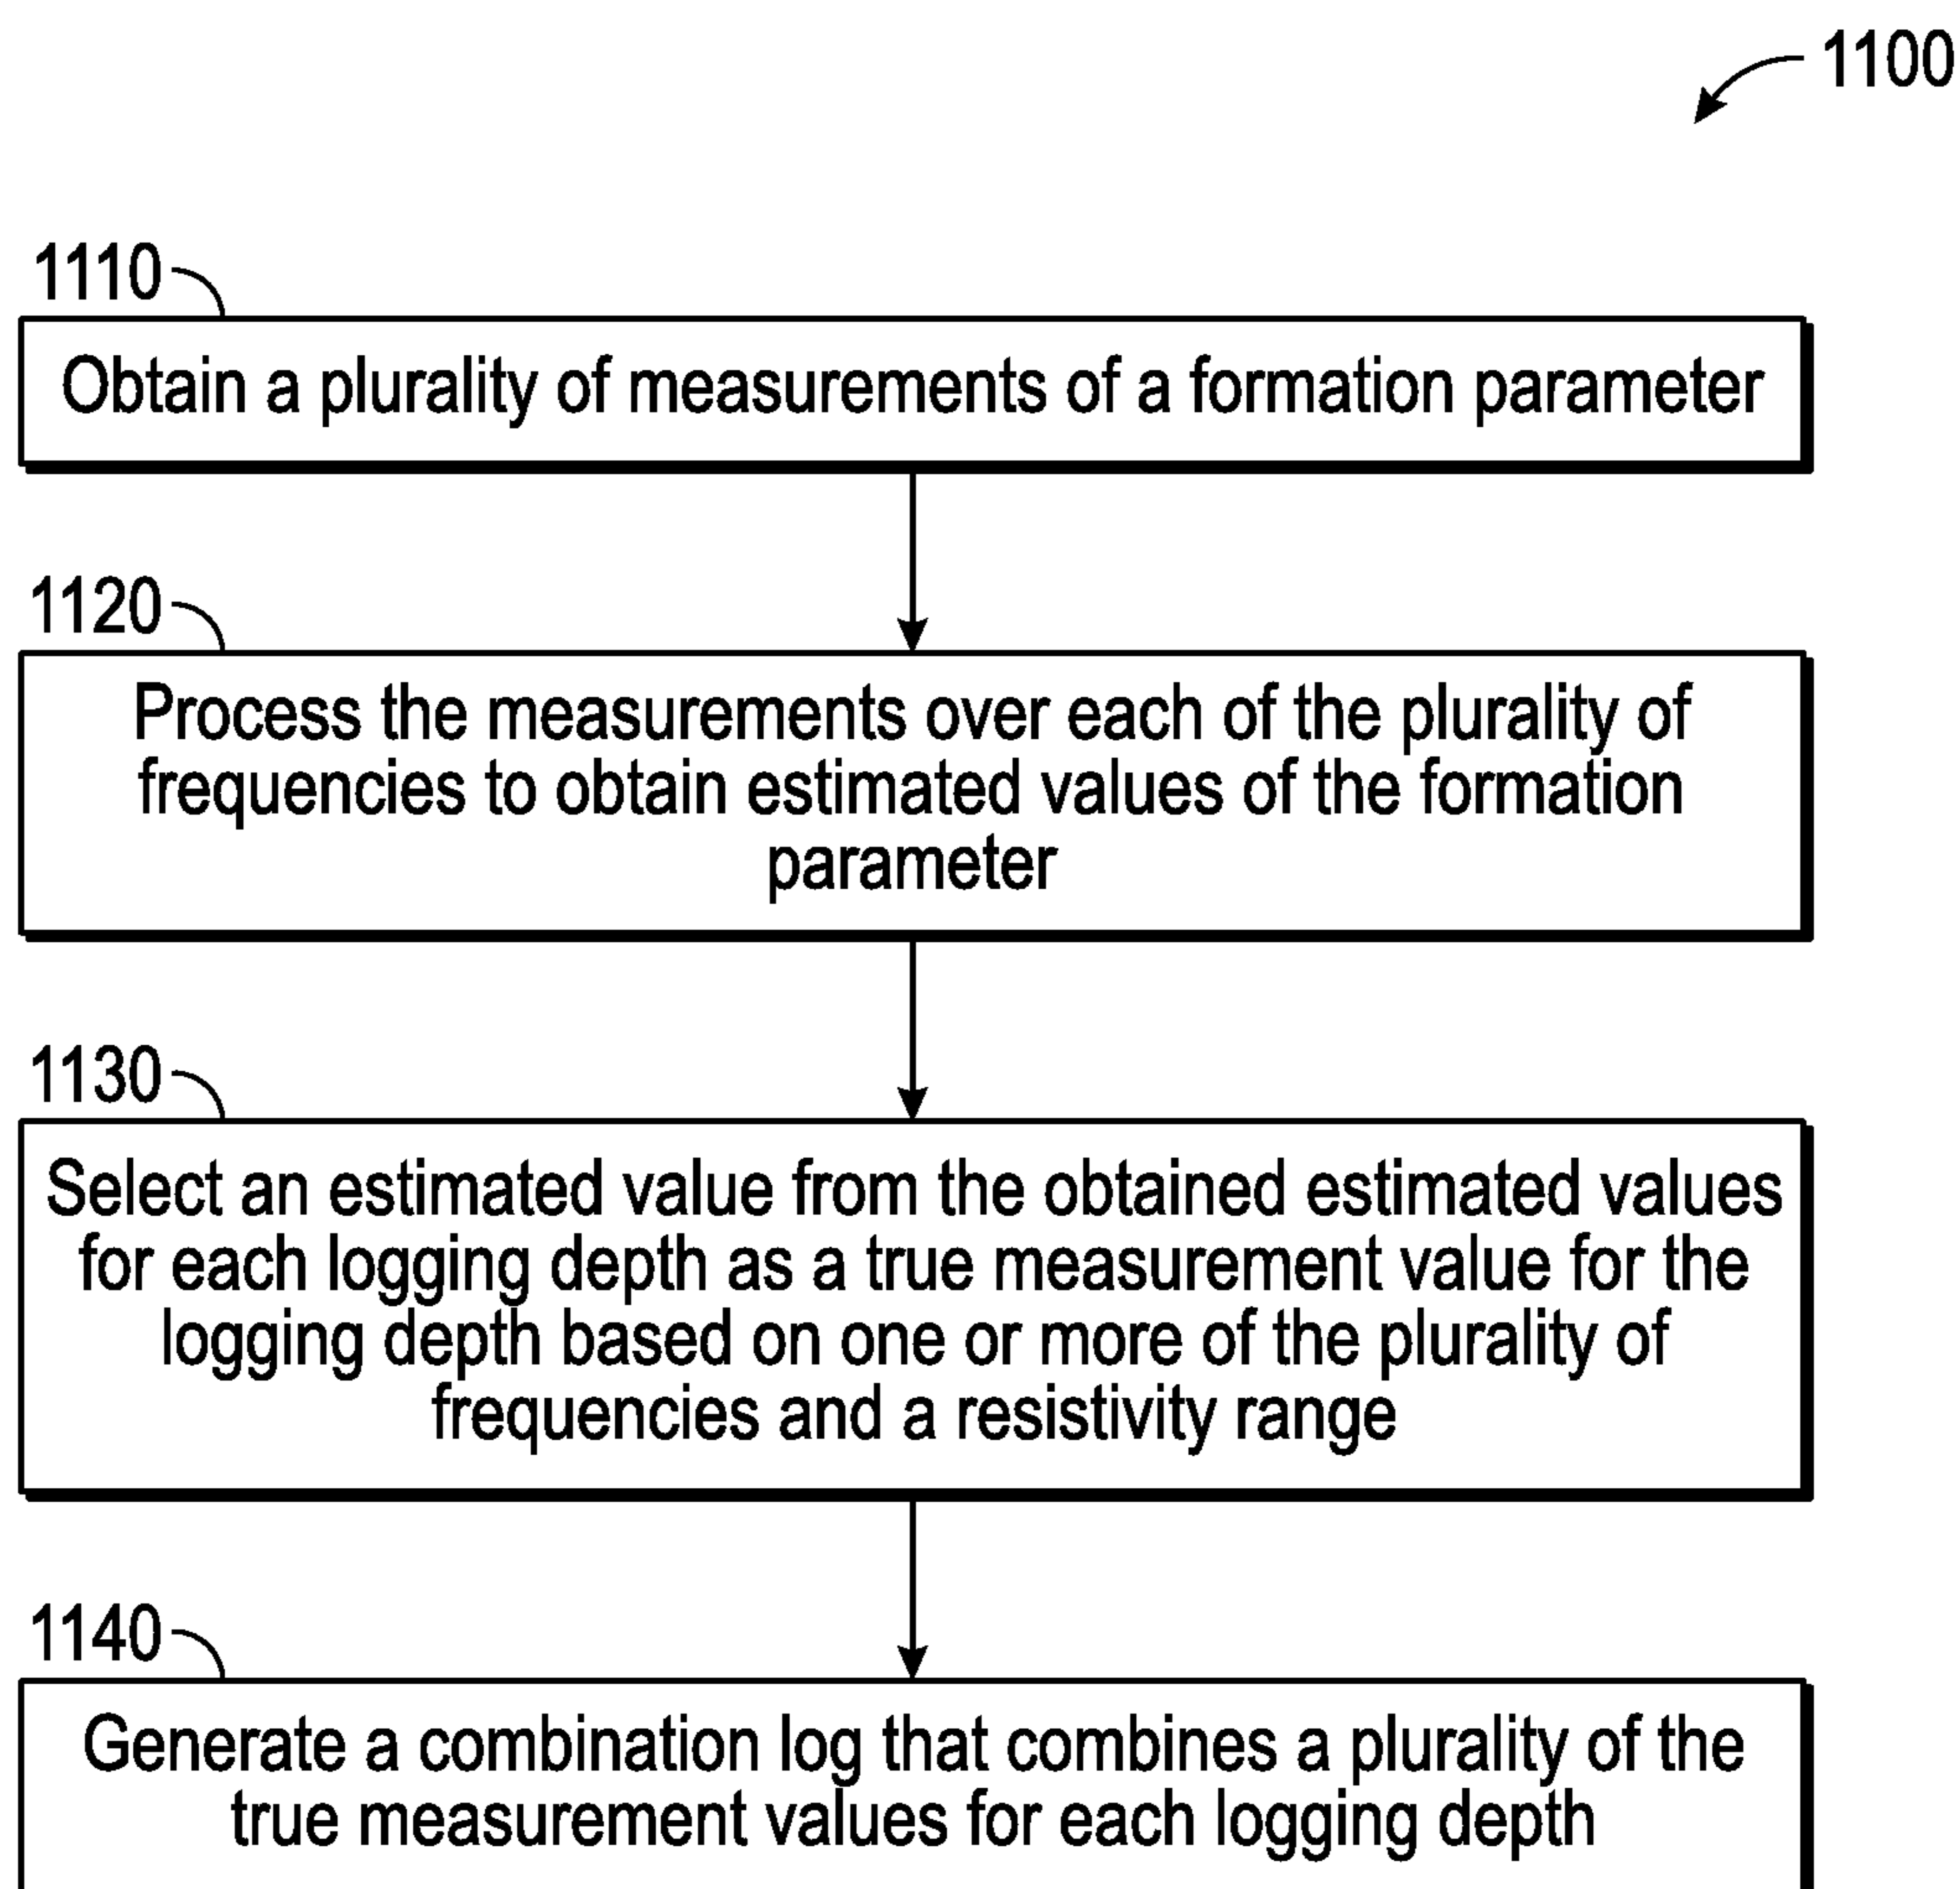 1100
1110
Obtain a plurality of measurements of a formation parameter
1120
Process the measurements over each of the plurality of
frequencies to obtain estimated values of the formation
parameter
1130
Select an estimated value from the obtained estimated values
for each logging depth as a true measurement value for the
logging depth based on one or more of the plurality of
frequencies and a resistivity range
1140
Generate a combination log that combines a plurality of the
true measurement values for each logging depth